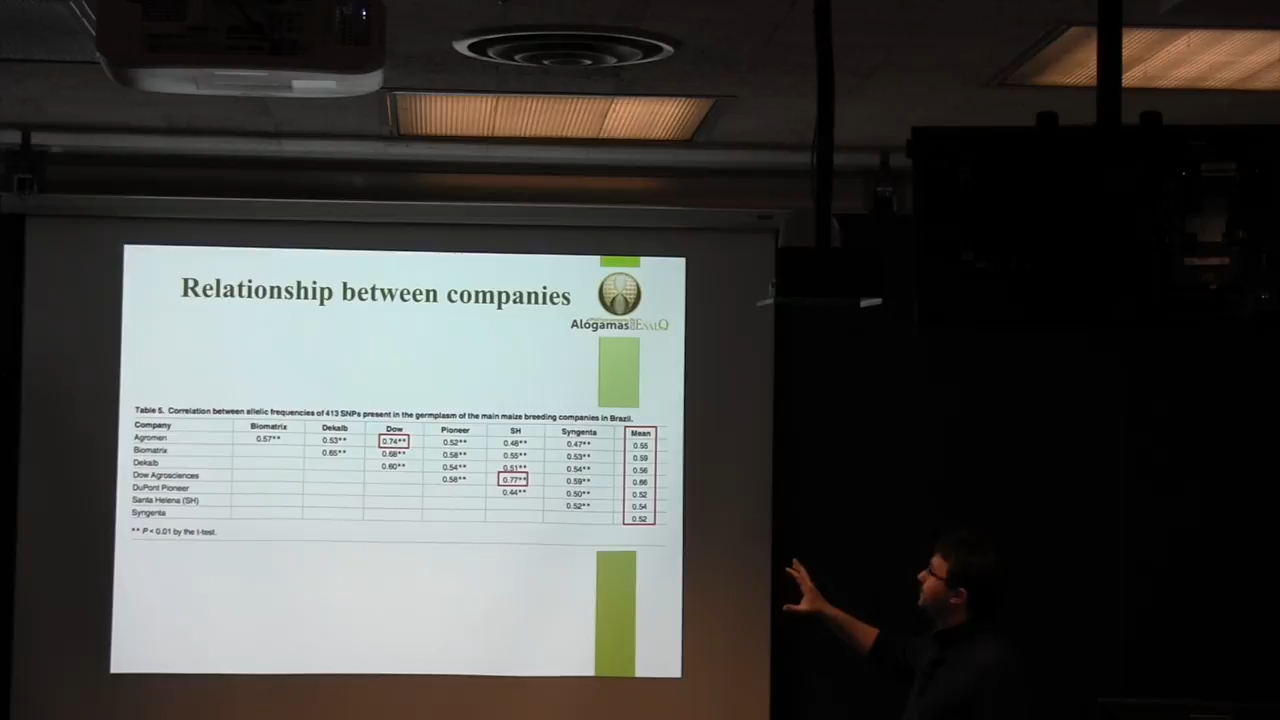 Relationship between companies
Alógamas ESALQ
Table 5. Correlation between allelic frequencies of 413 SNPs present in the germplasm of the main maize breeding companies in Brazil.
Company Biomatrix Dekalb Dow Pioneer SH Syngenta Mean
Agromen 0.57** 0.53** 0.74** 0.52** 0.48** 0.47** 0.55
Biomatrix 0.65** 0.68** 0.58** 0.55** 0.53** 0.59
Dekalb 0.60** 0.54** 0.51** 0.54** 0.56
Dow Agrosciences 0.58** 0.77** 0.59** 0.66
DuPont Pioneer 0.44** 0.50** 0.52
Santa Helena (SH) 0.52** 0.54
Syngenta 0.52
** P < 0.01 by the t-test.